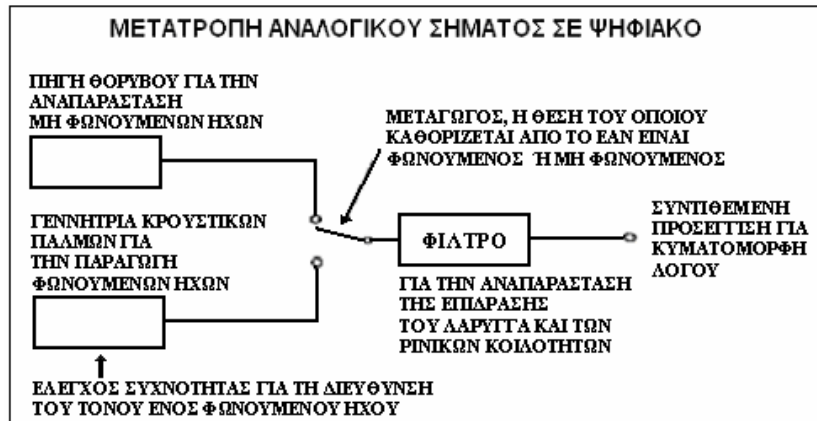 ΜΕΤΑΤΡΟΠΗ ΑΝΑΛΟΓΙΚΟΥ ΣΗΜΑΤΟΣ ΣΕ ΨΗΦΙΑΚΟ
ΠΗΓΗ ΘΟΡΥΒΟΥ ΓΙΑ ΤΗΝ
ΑΝΑΠΑΡΑΣΤΑΣΗ
ΜΗ ΦΩΝΟΥΜΕΝΩΝ ΗΧΩΝ
ΜΕΤΑΓΩΓΟΣ, Η ΘΕΣΗ ΤΟΥ ΟΠΟΙΟΥ
ΚΑΘΟΡΙΖΕΤΑΙ ΑΠΟ ΤΟ ΕΑΝ ΕΙΝΑΙ
ΦΩΝΟΥΜΕΝΟΣ Ή ΜΗ ΦΩΝΟΥΜΕΝΟΣ
ΓΕΝΝΗΤΡΙΑ ΚΡΟΥΣΤΙΚΩΝ
ΠΑΛΜΩΝ ΓΙΑ
ΤΗΝ ΠΑΡΑΓΩΓΗ
ΦΩΝΟΥΜΕΝΩΝ ΗΧΩΝ
ΦΙΛΤΡΟ
ΣΥΝΤΙΘΕΜΕΝΗ
ΠΡΟΣΕΓΓΙΣΗ ΓΙΑ
ΚΥΜΑΤΟΜΟΡΦΗ
ΛΟΓΟΥ
ΓΙΑ ΤΗΝ ΑΝΑΠΑΡΑΣΤΑΣΗ
ΤΗΣ ΕΠΙΔΡΑΣΗΣ
ΤΟΥ ΛΑΡΥΓΓΑ ΚΑΙ ΤΩΝ
ΡΙΝΙΚΩΝ ΚΟΙΛΟΤΗΤΩΝ
ΕΛΕΓΧΟΣ ΣΥΧΝΟΤΗΤΑΣ ΓΙΑ ΤΗ ΔΙΕΥΘΥΝΣΗ
ΤΟΥ ΤΟΝΟΥ ΕΝΟΣ ΦΩΝΟΥΜΕΝΟΥ ΗΧΟΥ